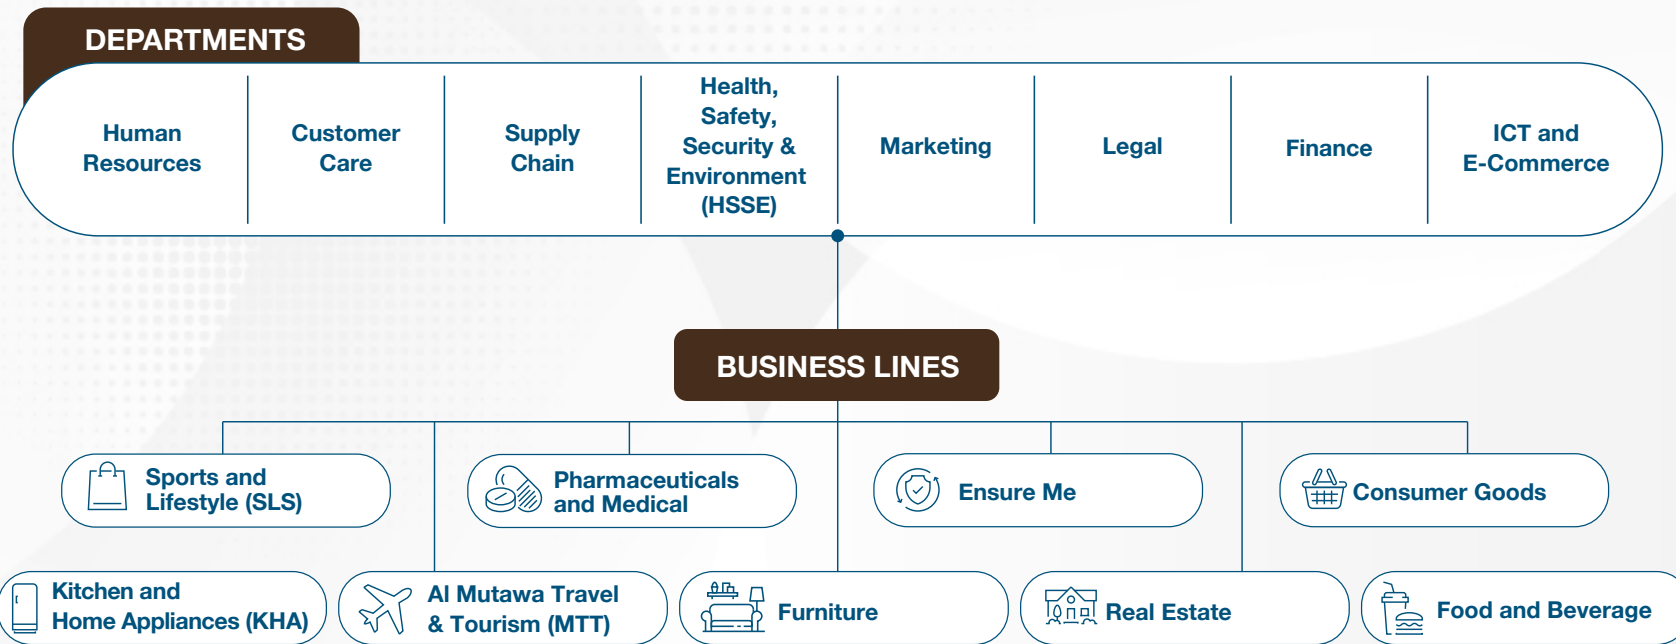 DEPARTMENTS
Human
Resources
Customer
Care
Supply
Chain
Health,
Safety,
Security &
Environment
(HSSE)
Marketing
Legal
Finance
ICT and
E-Commerce
BUSINESS LINES
Sports and
Lifestyle (SLS)
Pharmaceuticals
and Medical
Ensure Me
Consumer Goods
Kitchen and
Home Appliances (KHA)
Al Mutawa Travel
& Tourism (MTT)
Furniture
Real Estate
Food and Beverage